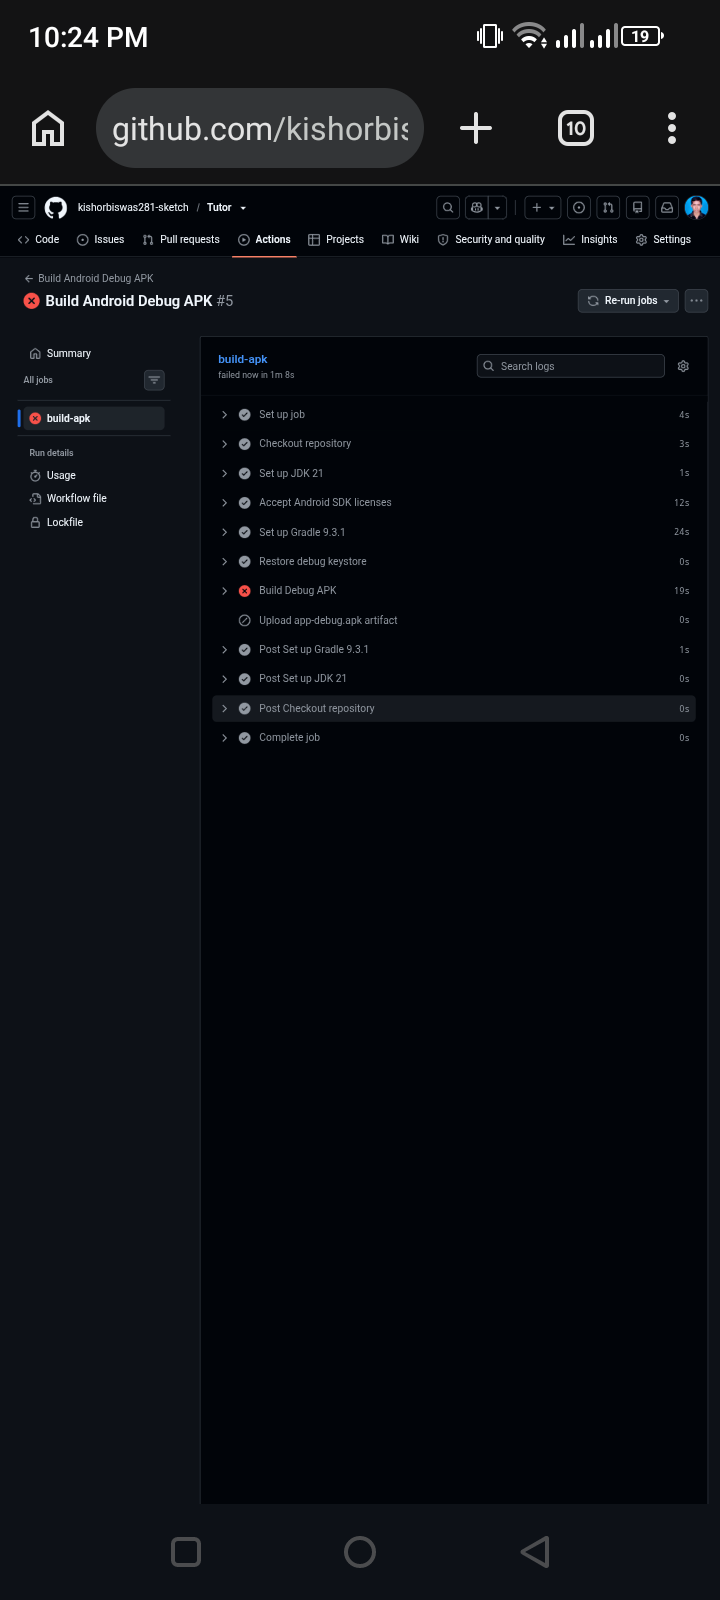 10:24 PM
19
github.com/kishorbis
10
kishorbiswas281-sketch / Tutor
Code Issues Pull requests Actions Projects Wiki Security and quality Insights Settings
Build Android Debug APK
Build Android Debug APK #5
Re-run jobs
Summary
All jobs
build-apk
Run details
Usage
Workflow file
Lockfile
build-apk
failed now in 1m 8s
Search logs
Set up job 4s
Checkout repository 3s
Set up JDK 21 1s
Accept Android SDK licenses 12s
Set up Gradle 9.3.1 24s
Restore debug keystore 0s
Build Debug APK 19s
Upload app-debug.apk artifact 0s
Post Set up Gradle 9.3.1 1s
Post Set up JDK 21 0s
Post Checkout repository 0s
Complete job 0s